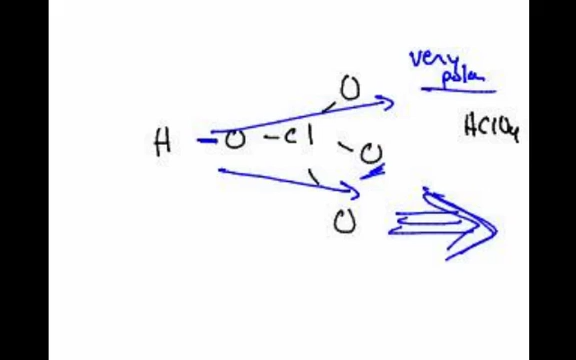 very
polar
O
HClO4
H - O - Cl
O
O